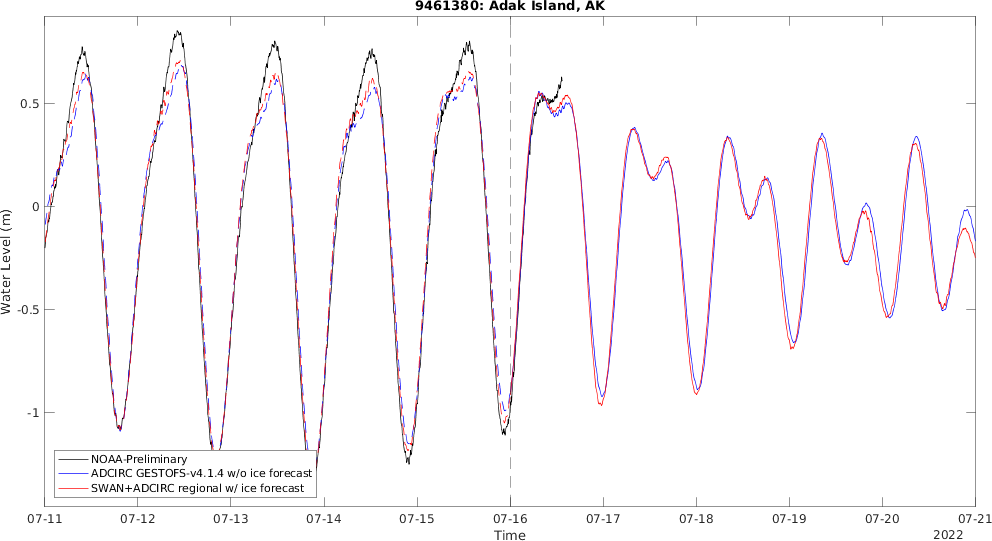 9461380: Adak Island, AK
Water Level (m)
0.5
0
-0.5
-1
NOAA-Preliminary
ADCIRC GESTOFS-v4.1.4 w/o ice forecast
SWAN+ADCIRC regional w/ ice forecast
07-11 07-12 07-13 07-14 07-15 07-16 07-17 07-18 07-19 07-20 07-21
Time
2022